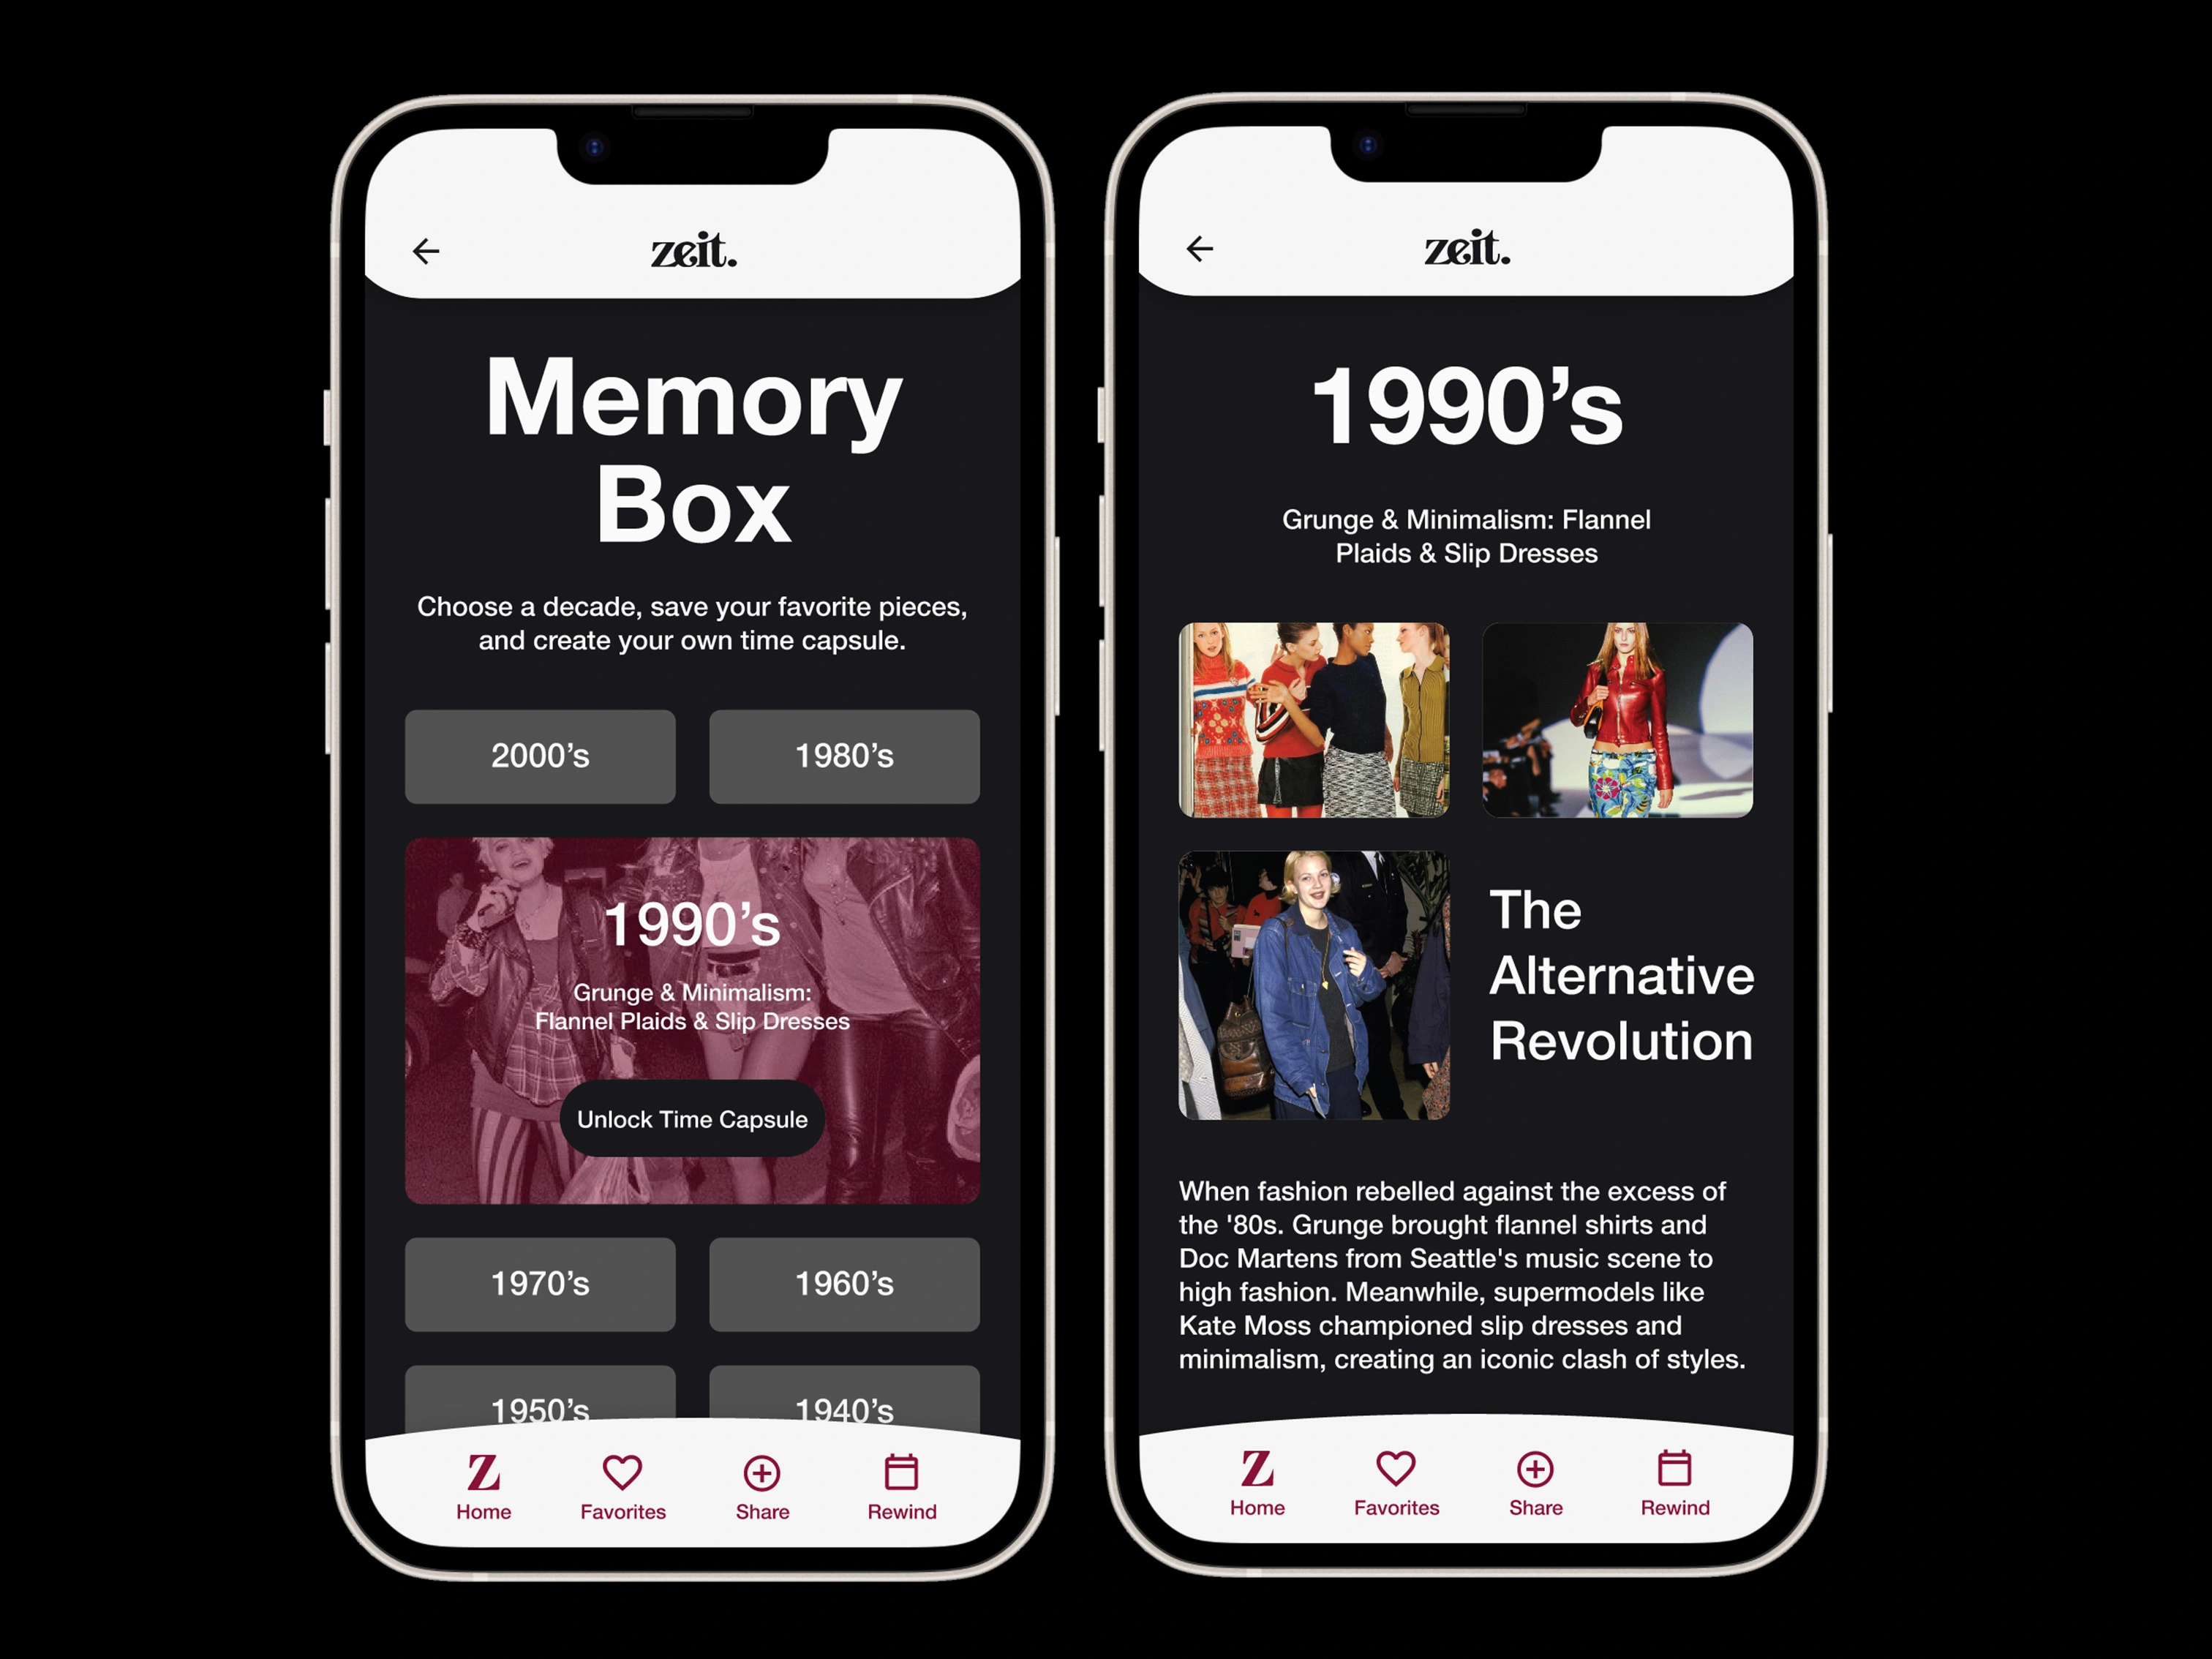 zeit.
Memory
Box
Choose a decade, save your favorite pieces,
and create your own time capsule.
2000’s
1980’s
1990’s
Grunge & Minimalism:
Flannel Plaids & Slip Dresses
Unlock Time Capsule
1970’s
1960’s
1950’s
1940’s
Z
Home
Favorites
Share
Rewind
zeit.
1990’s
Grunge & Minimalism: Flannel
Plaids & Slip Dresses
The
Alternative
Revolution
When fashion rebelled against the excess of
the '80s. Grunge brought flannel shirts and
Doc Martens from Seattle's music scene to
high fashion. Meanwhile, supermodels like
Kate Moss championed slip dresses and
minimalism, creating an iconic clash of styles.
Z
Home
Favorites
Share
Rewind